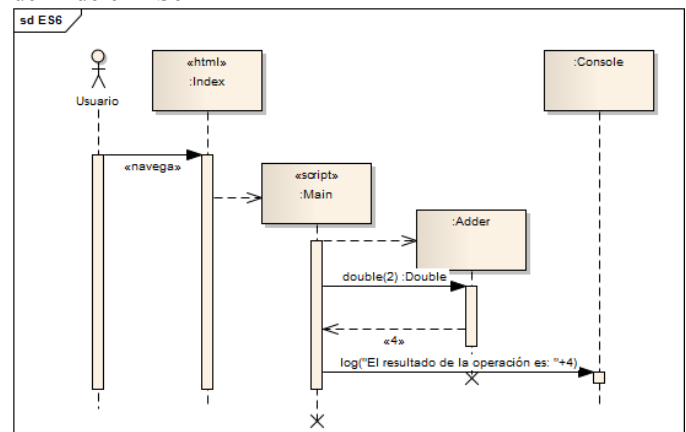 sd ES6
Usuario
«html»
:Index
:Console
«navega»
«script»
:Main
:Adder
double(2) :Double
«4»
log("El resultado de la operación es: "+4)